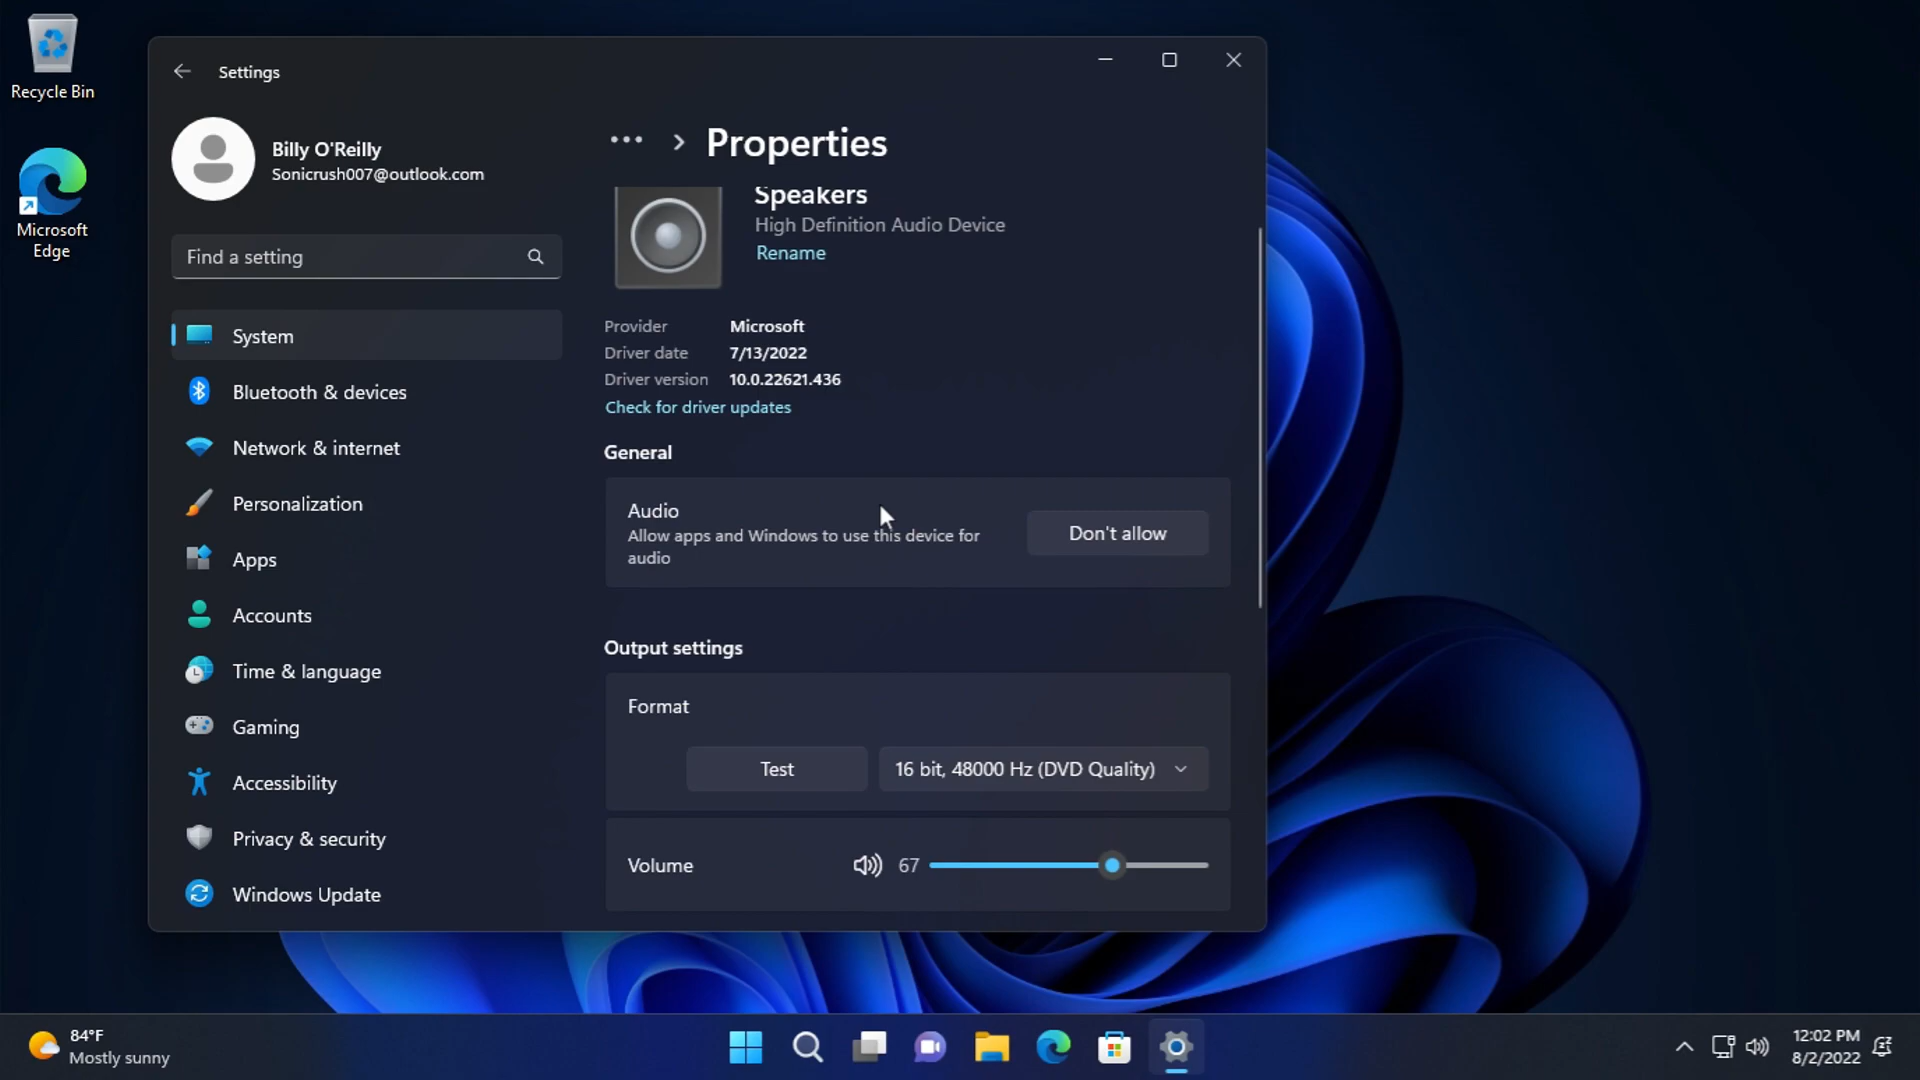 Recycle Bin
Microsoft
Edge
Settings
Billy O'Reilly
Sonicrush007@outlook.com
Find a setting
System
Bluetooth & devices
Network & internet
Personalization
Apps
Accounts
Time & language
Gaming
Accessibility
Privacy & security
Windows Update
... > Properties
Speakers
High Definition Audio Device
Rename
Provider Microsoft
Driver date 7/13/2022
Driver version 10.0.22621.436
Check for driver updates
General
Audio
Allow apps and Windows to use this device for
audio
Don't allow
Output settings
Format
Test
16 bit, 48000 Hz (DVD Quality)
Volume 67
84°F
Mostly sunny
12:02 PM
8/2/2022